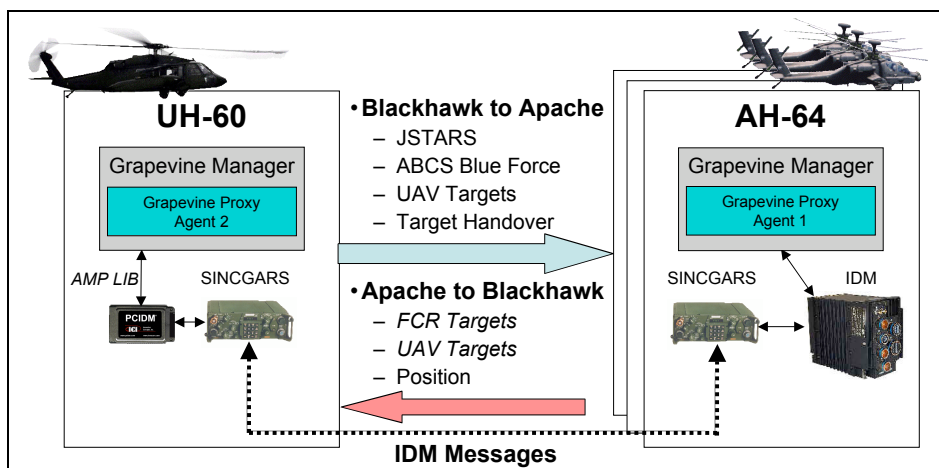 UH-60
Grapevine Manager
Grapevine Proxy
Agent 2
AMP LIB
SINCGARS
PCIDM
•Blackhawk to Apache
– JSTARS
– ABCS Blue Force
– UAV Targets
– Target Handover
•Apache to Blackhawk
– FCR Targets
– UAV Targets
– Position
AH-64
Grapevine Manager
Grapevine Proxy
Agent 1
SINCGARS
IDM
IDM Messages